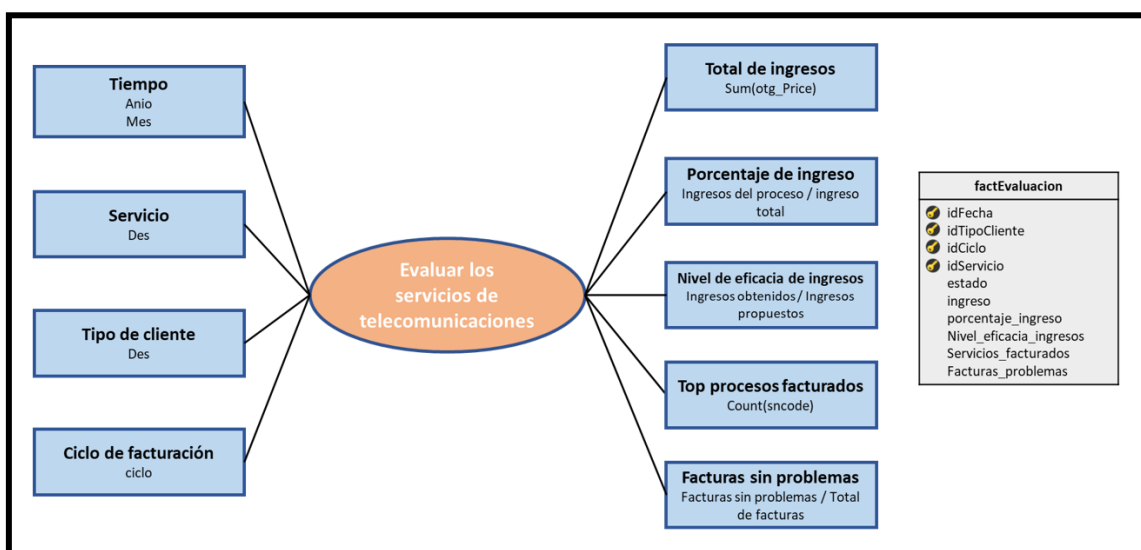 Tiempo
Anio
Mes
Servicio
Des
Tipo de cliente
Des
Ciclo de facturación
ciclo
Evaluar los
servicios de
telecomunicaciones
Total de ingresos
Sum(otg_Price)
Porcentaje de ingreso
Ingresos del proceso / ingreso
total
Nivel de eficacia de ingresos
Ingresos obtenidos / Ingresos
propuestos
Top procesos facturados
Count(sncode)
Facturas sin problemas
Facturas sin problemas / Total
de facturas
factEvaluacion
idFecha
idTipoCliente
idCiclo
idServicio
estado
ingreso
porcentaje_ingreso
Nivel_eficacia_ingresos
Servicios_facturados
Facturas_problemas